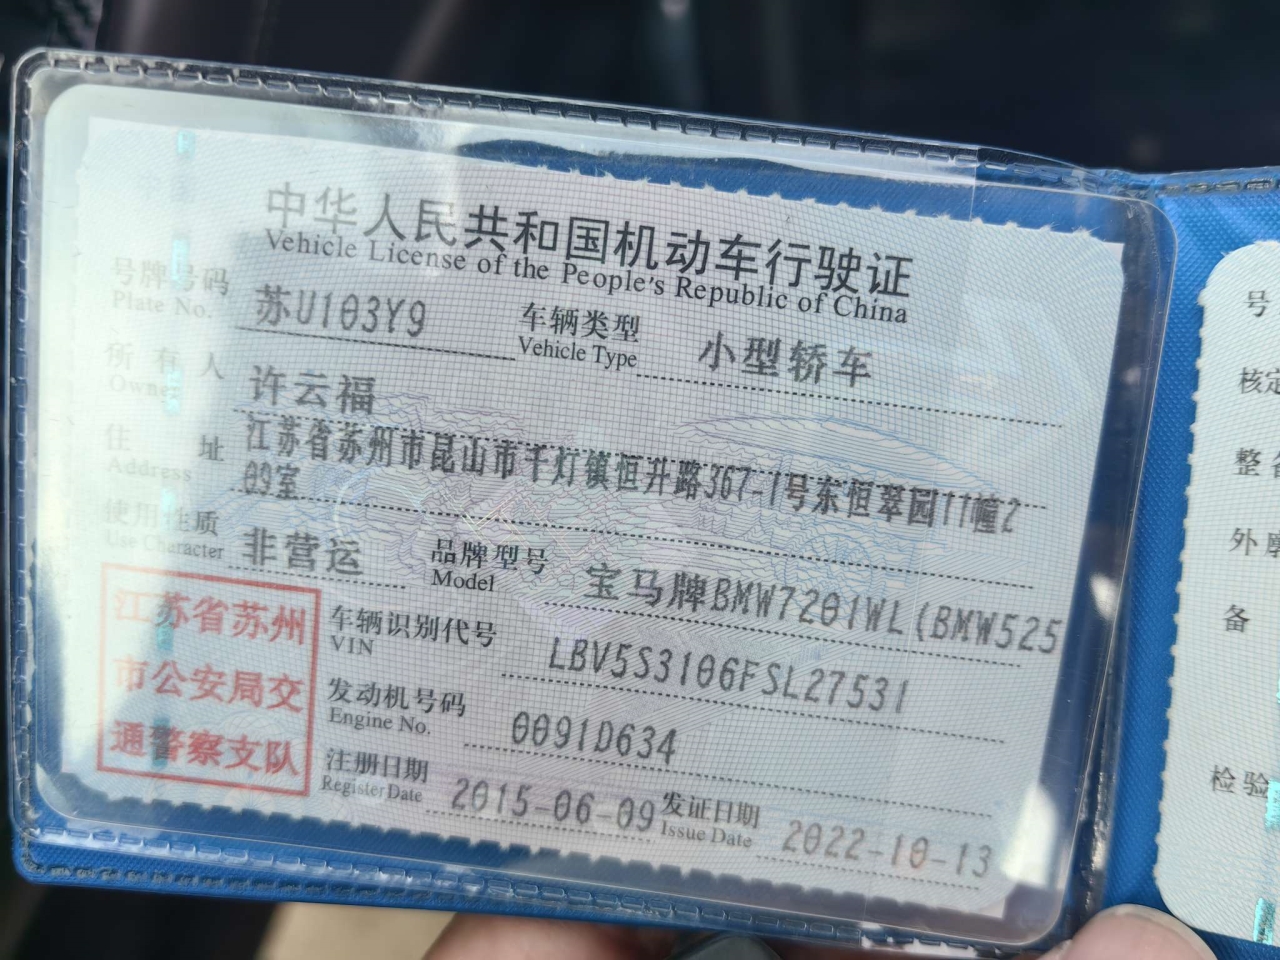 中华人民共和国机动车行驶证
Vehicle License of the People's Republic of China
号牌号码 苏U103Y9 车辆类型 小型轿车
Plate No. Vehicle Type
所有人 许云福
Owner
住址 江苏省苏州市昆山市千灯镇恒升路367-1号东恒翠园11幢2
Address 09室
使用性质 非营运 品牌型号 宝马牌BMW7201WL(BMW525
Use Character Model
江苏省苏州
市公安局交
通警察支队
车辆识别代号 LBV5S3106FSL27531
VIN
发动机号码 0091D634
Engine No.
注册日期 2015-06-09 发证日期 2022-10-13
Register Date Issue Date
号
核定
整备
外廓
备
检验